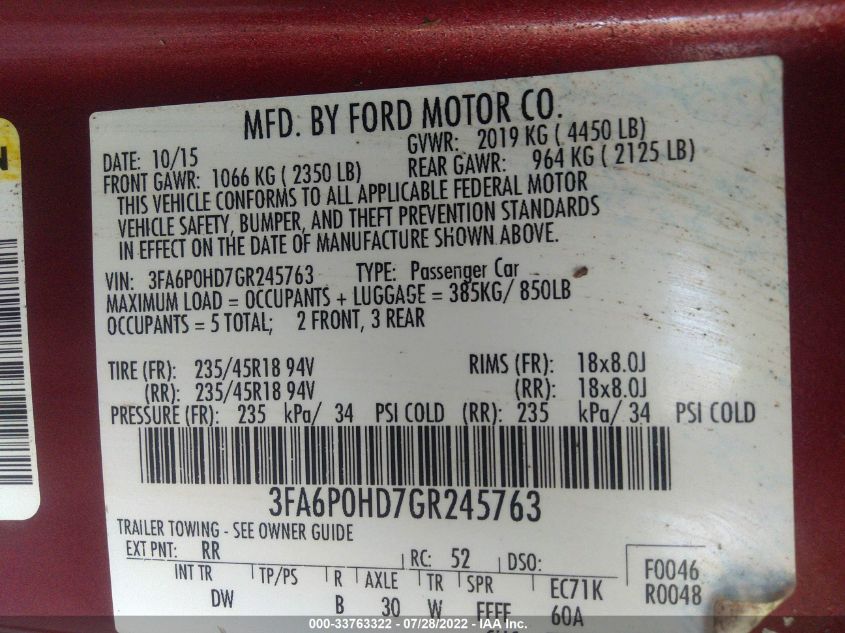 N
MFD. BY FORD MOTOR CO.
DATE: 10/15 GVWR: 2019 KG ( 4450 LB)
FRONT GAWR: 1066 KG ( 2350 LB) REAR GAWR: 964 KG ( 2125 LB)
THIS VEHICLE CONFORMS TO ALL APPLICABLE FEDERAL MOTOR
VEHICLE SAFETY, BUMPER, AND THEFT PREVENTION STANDARDS
IN EFFECT ON THE DATE OF MANUFACTURE SHOWN ABOVE.
VIN: 3FA6P0HD7GR245763 TYPE: Passenger Car
MAXIMUM LOAD = OCCUPANTS + LUGGAGE = 385KG/ 850LB
OCCUPANTS = 5 TOTAL; 2 FRONT, 3 REAR
TIRE (FR): 235/45R18 94V RIMS (FR): 18x8.0J
(RR): 235/45R18 94V (RR): 18x8.0J
PRESSURE (FR): 235 kPa/ 34 PSI COLD (RR): 235 kPa/ 34 PSI COLD
3FA6P0HD7GR245763
TRAILER TOWING - SEE OWNER GUIDE
EXT PNT: RR RC: 52 DSO: F0046
INT TR TP/PS R AXLE TR SPR EC71K R0048
DW B 30 W FFFF 60A
000-33763322 - 07/28/2022 - IAA Inc.